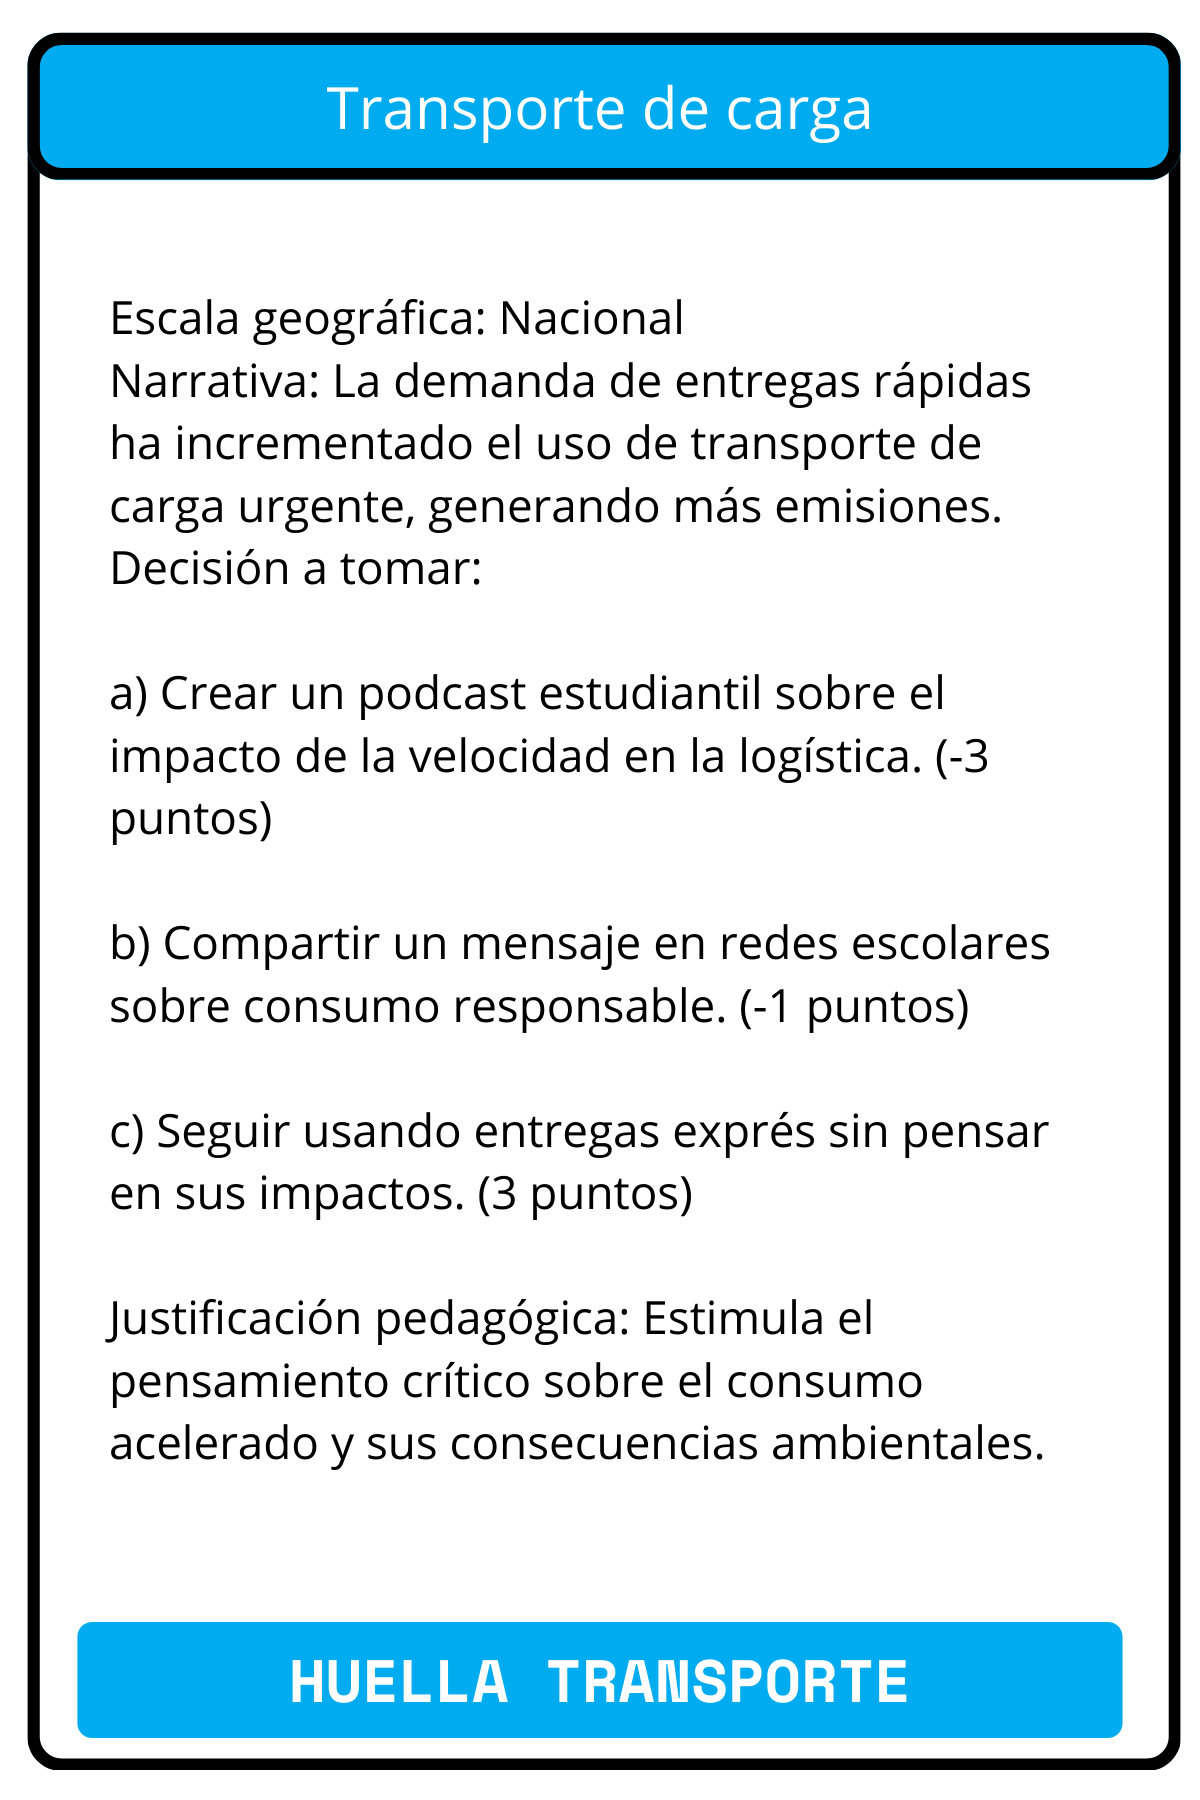 Transporte de carga
Escala geográfica: Nacional
Narrativa: La demanda de entregas rápidas
ha incrementado el uso de transporte de
carga urgente, generando más emisiones.
Decisión a tomar:
a) Crear un podcast estudiantil sobre el
impacto de la velocidad en la logística. (-3
puntos)
b) Compartir un mensaje en redes escolares
sobre consumo responsable. (-1 puntos)
c) Seguir usando entregas exprés sin pensar
en sus impactos. (3 puntos)
Justificación pedagógica: Estimula el
pensamiento crítico sobre el consumo
acelerado y sus consecuencias ambientales.
HUELLA TRANSPORTE